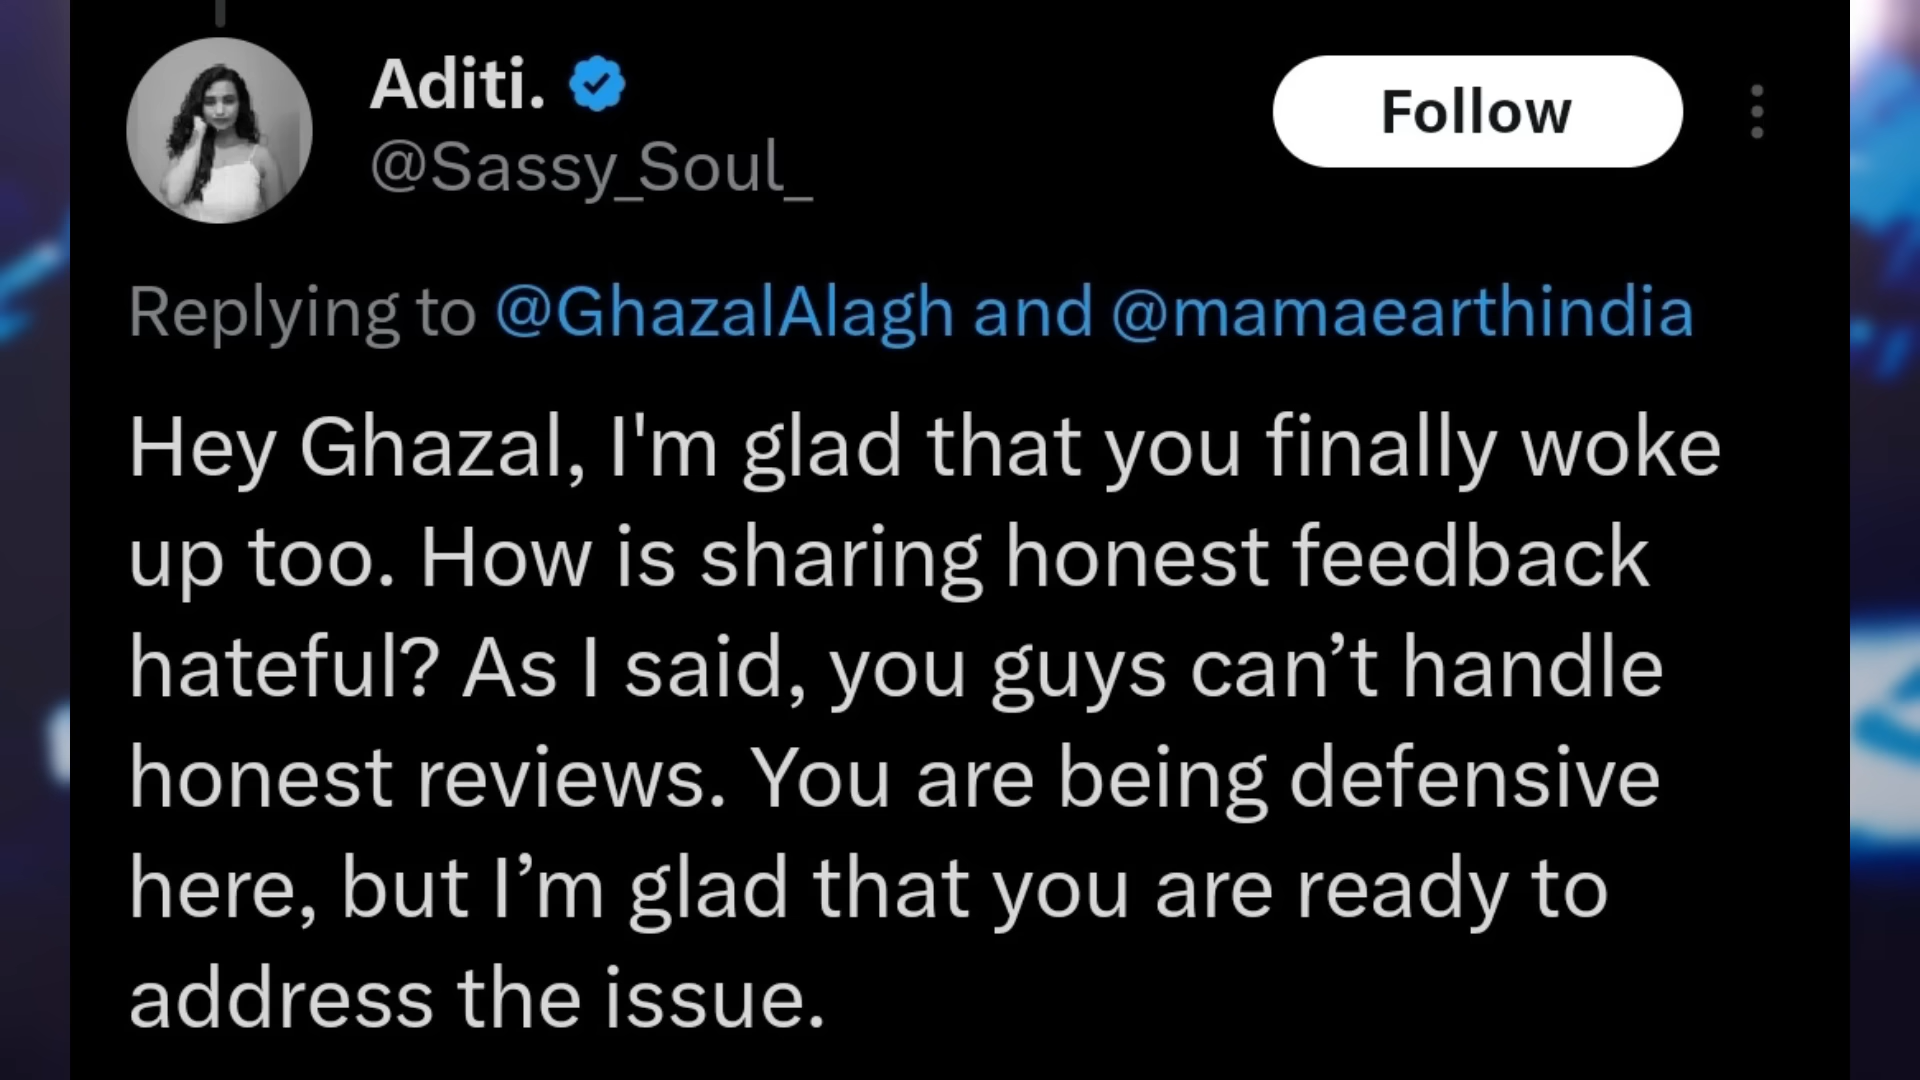 Aditi.
@Sassy_Soul_
Follow
Replying to @GhazalAlagh and @mamaearthindia
Hey Ghazal, I'm glad that you finally woke
up too. How is sharing honest feedback
hateful? As I said, you guys can’t handle
honest reviews. You are being defensive
here, but I’m glad that you are ready to
address the issue.